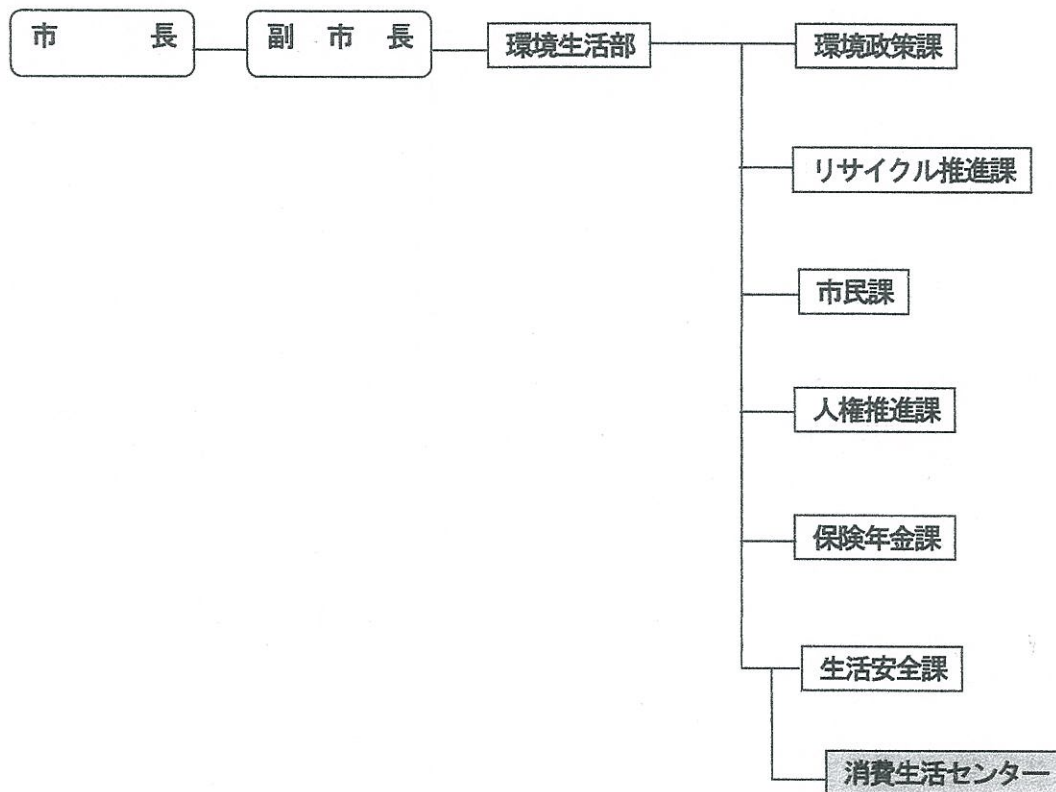 市長
副市長
環境生活部
環境政策課
リサイクル推進課
市民課
人権推進課
保険年金課
生活安全課
消費生活センター